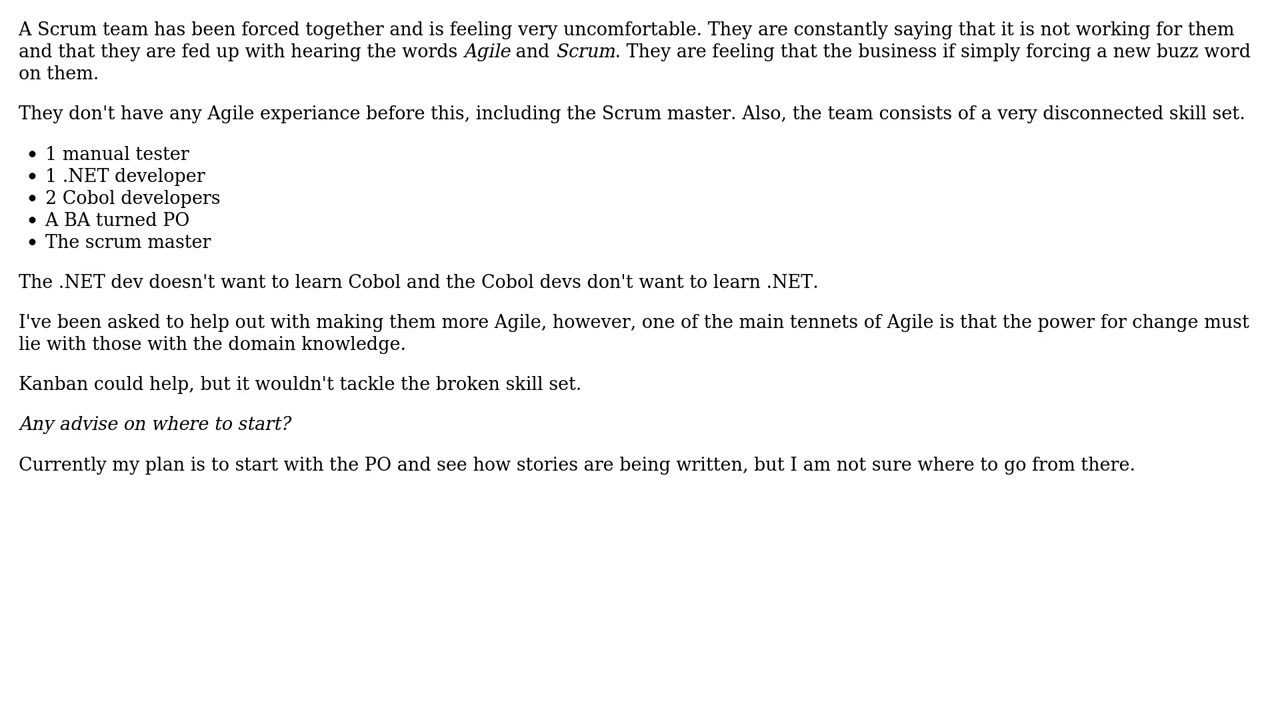 A Scrum team has been forced together and is feeling very uncomfortable. They are constantly saying that it is not working for them
and that they are fed up with hearing the words Agile and Scrum. They are feeling that the business if simply forcing a new buzz word
on them.
They don't have any Agile experiance before this, including the Scrum master. Also, the team consists of a very disconnected skill set.
• 1 manual tester
• 1 .NET developer
• 2 Cobol developers
• A BA turned PO
• The scrum master
The .NET dev doesn't want to learn Cobol and the Cobol devs don't want to learn .NET.
I've been asked to help out with making them more Agile, however, one of the main tennets of Agile is that the power for change must
lie with those with the domain knowledge.
Kanban could help, but it wouldn't tackle the broken skill set.
Any advise on where to start?
Currently my plan is to start with the PO and see how stories are being written, but I am not sure where to go from there.